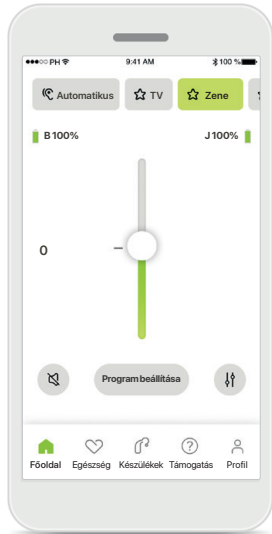 PH 9:41 AM 100 %
Automatikus TV Zene
B 100% J 100%
0
Program beállítása
Főoldal Egészség Készülékek Támogatás Profil